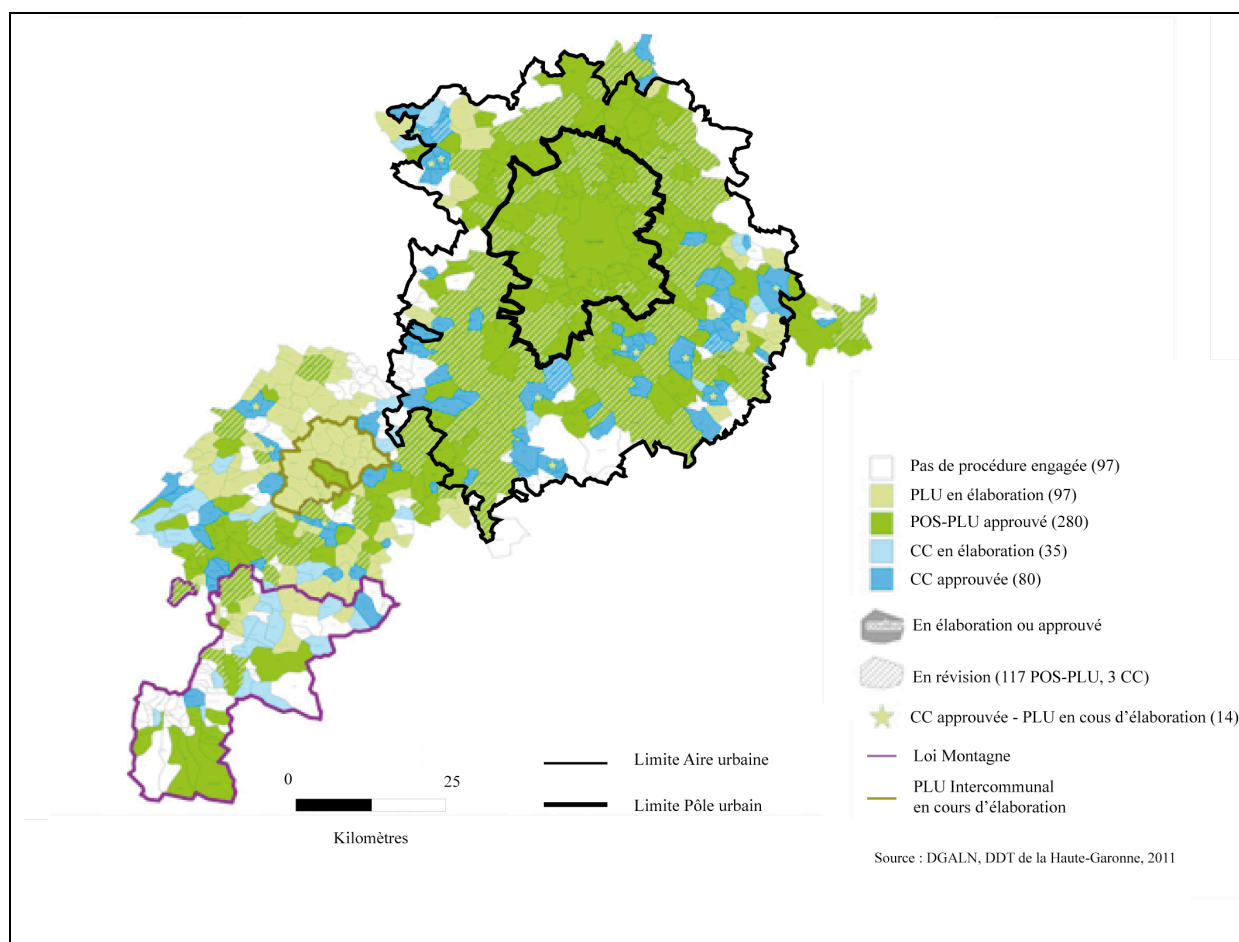 Pas de procédure engagée (97)
PLU en élaboration (97)
POS-PLU approuvé (280)
CC en élaboration (35)
CC approuvée (80)
En élaboration ou approuvé
En révision (117 POS-PLU, 3 CC)
CC approuvée - PLU en cours d'élaboration (14)
Loi Montagne
PLU Intercommunal
en cours d'élaboration
Limite Aire urbaine
Limite Pôle urbain
0 25
Kilomètres
Source : DGALN, DDT de la Haute-Garonne, 2011